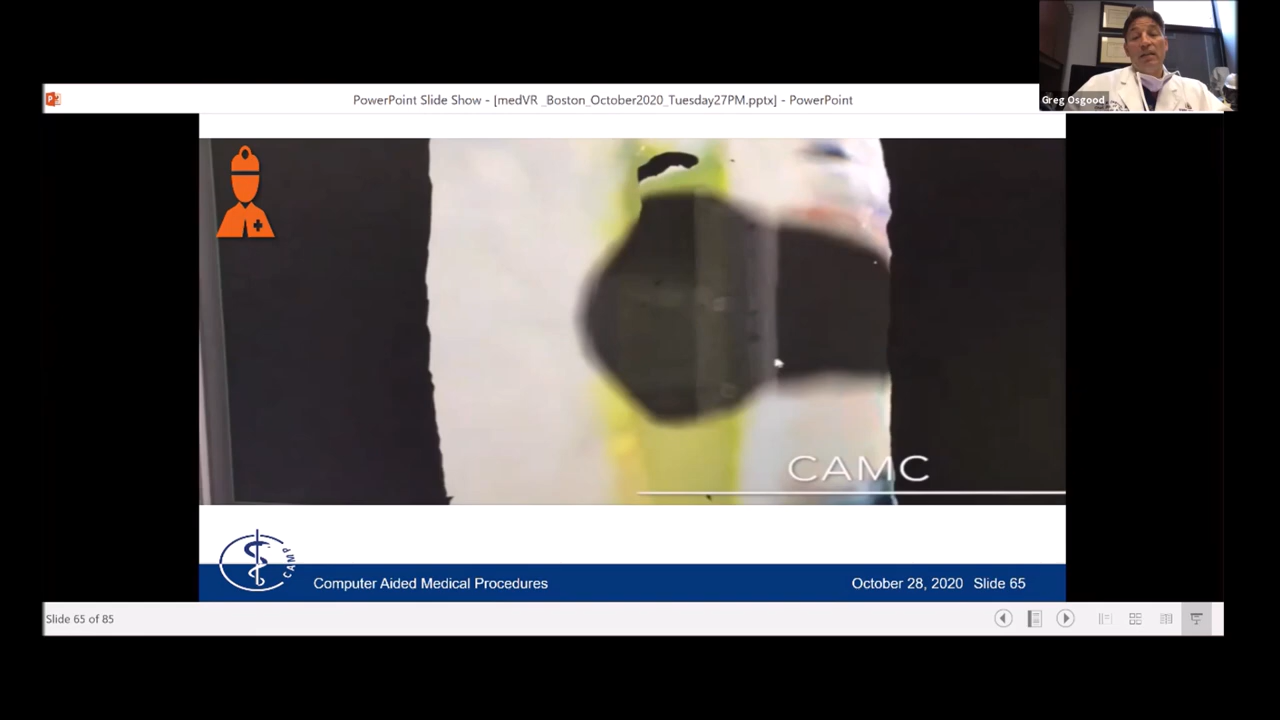 Greg Osgood
PowerPoint Slide Show - [medVR _Boston_October2020_Tuesday27PM.pptx] - PowerPoint
CAMC
CAMP
Computer Aided Medical Procedures
October 28, 2020 Slide 65
Slide 65 of 85